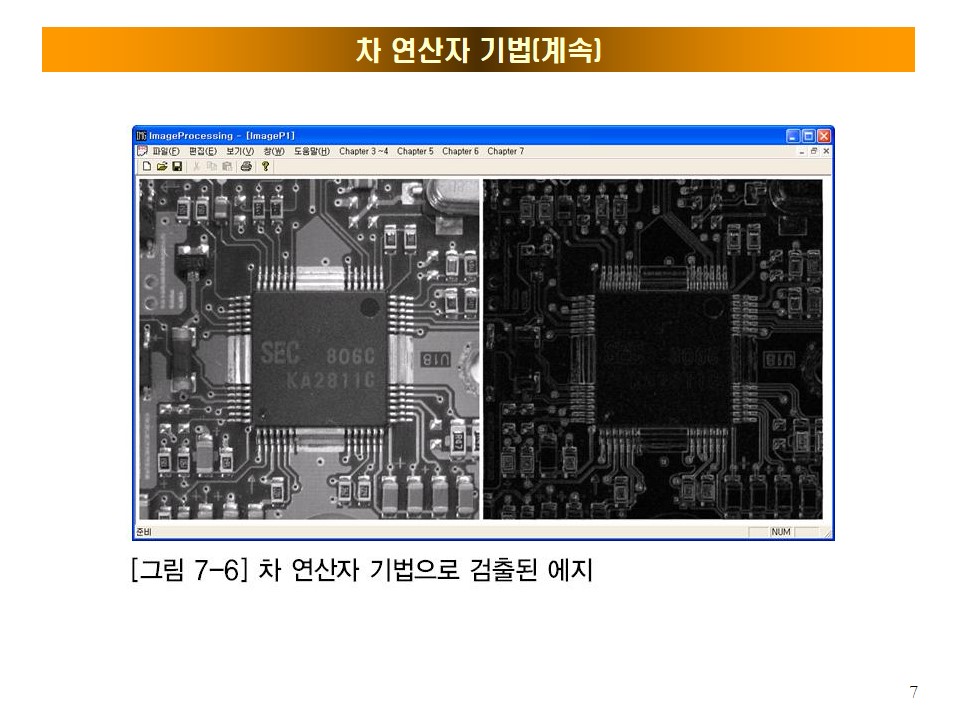 차 연산자 기법(계속)
ImageProcessing - [ImageP1]
파일(F) 편집(E) 보기(V) 창(W) 도움말(H) Chapter 3 ~4 Chapter 5 Chapter 6 Chapter 7
SEC 806C
KA2811C
U18
준비
NUM
[그림 7-6] 차 연산자 기법으로 검출된 에지
7